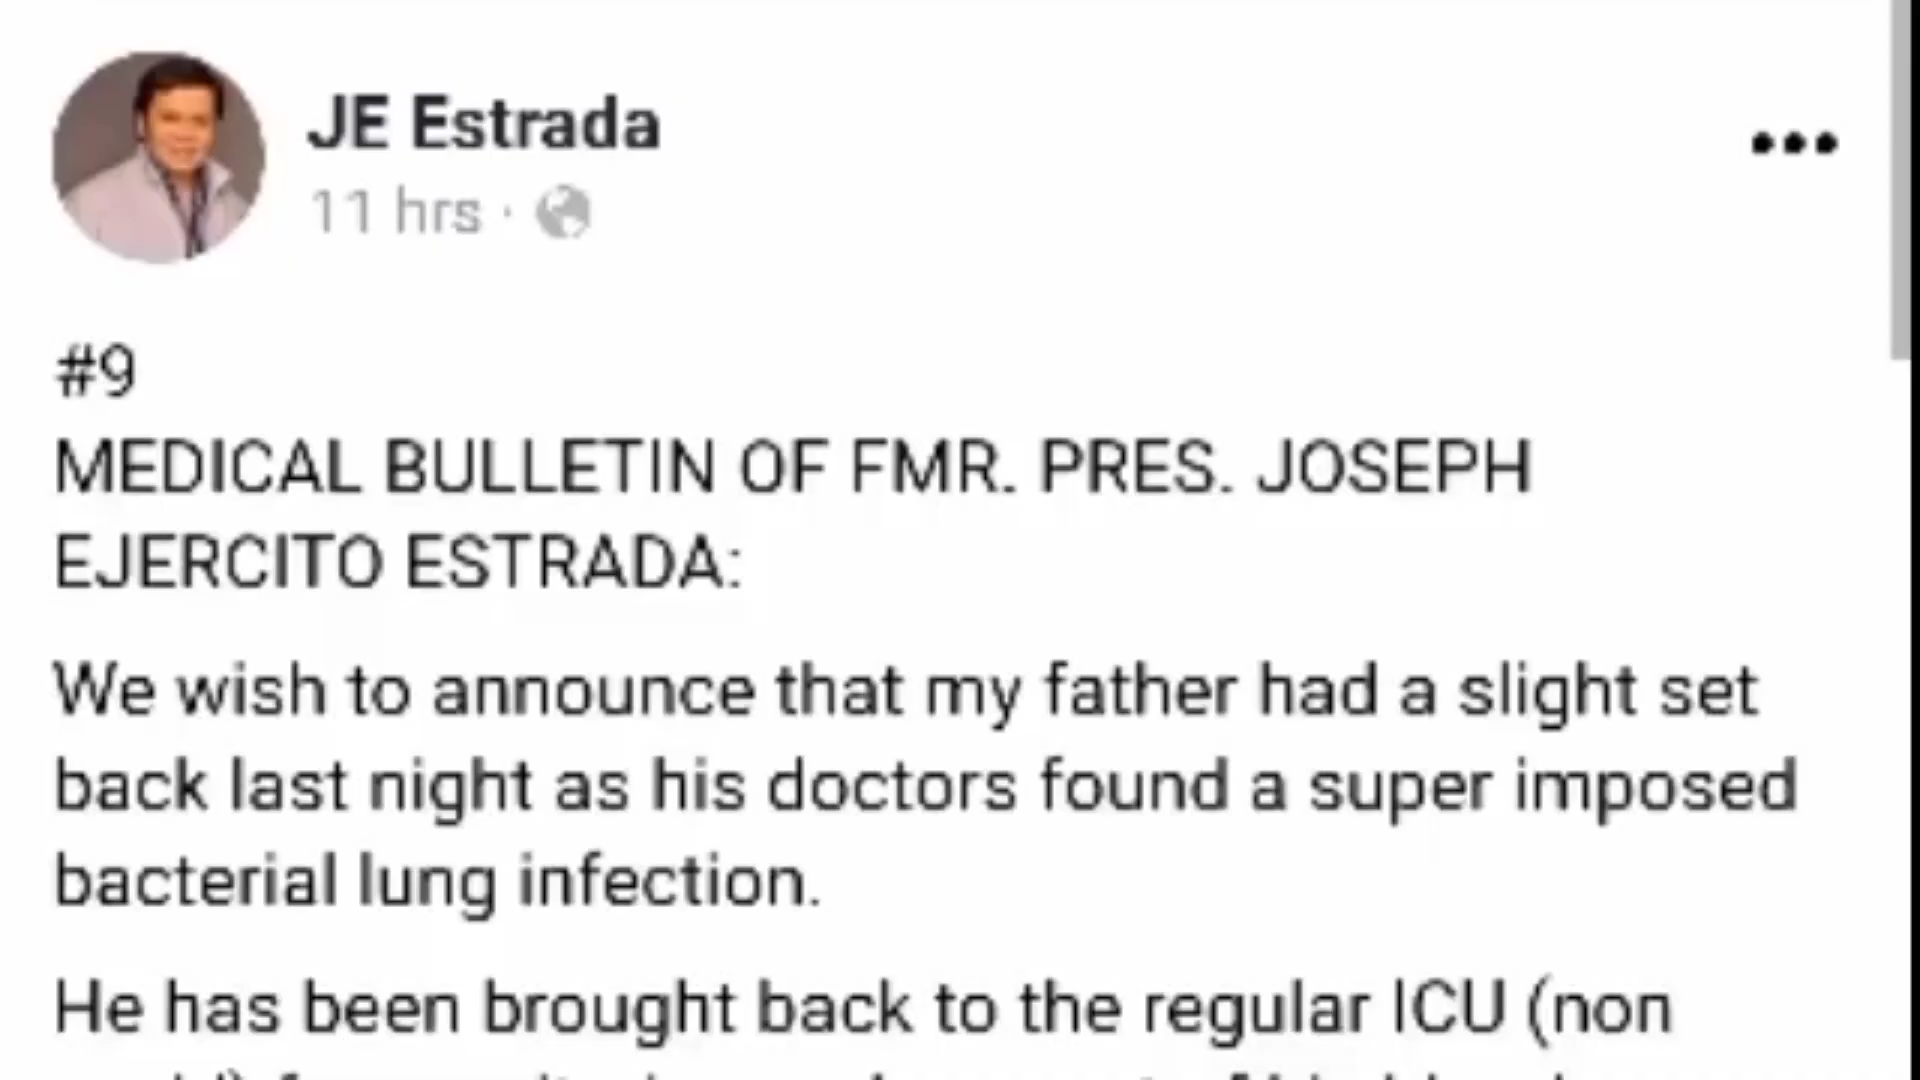 JE Estrada
11 hrs ·
#9
MEDICAL BULLETIN OF FMR. PRES. JOSEPH
EJERCITO ESTRADA:
We wish to announce that my father had a slight set
back last night as his doctors found a super imposed
bacterial lung infection.
He has been brought back to the regular ICU (non